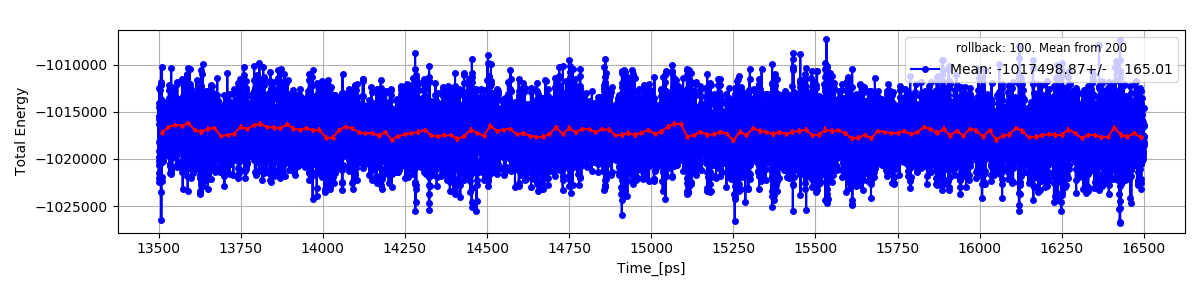 rollback: 100. Mean from 200
Mean: -1017498.87+/-    165.01
Total Energy
−1010000
−1015000
−1020000
−1025000
13500 13750 14000 14250 14500 14750 15000 15250 15500 15750 16000 16250 16500
Time_[ps]